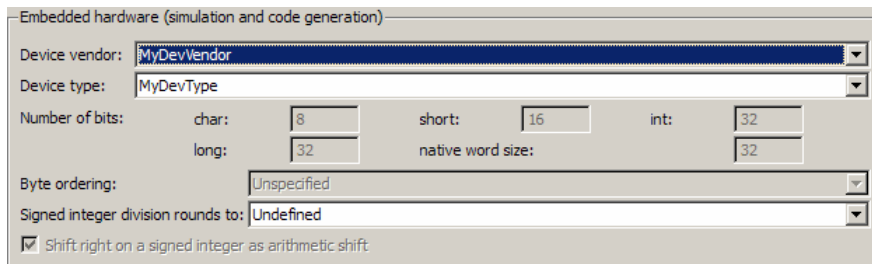 Embedded hardware (simulation and code generation)
Device vendor: MyDevVendor
Device type: MyDevType
Number of bits: char: 8 short: 16 int: 32
long: 32 native word size: 32
Byte ordering: Unspecified
Signed integer division rounds to: Undefined
Shift right on a signed integer as arithmetic shift